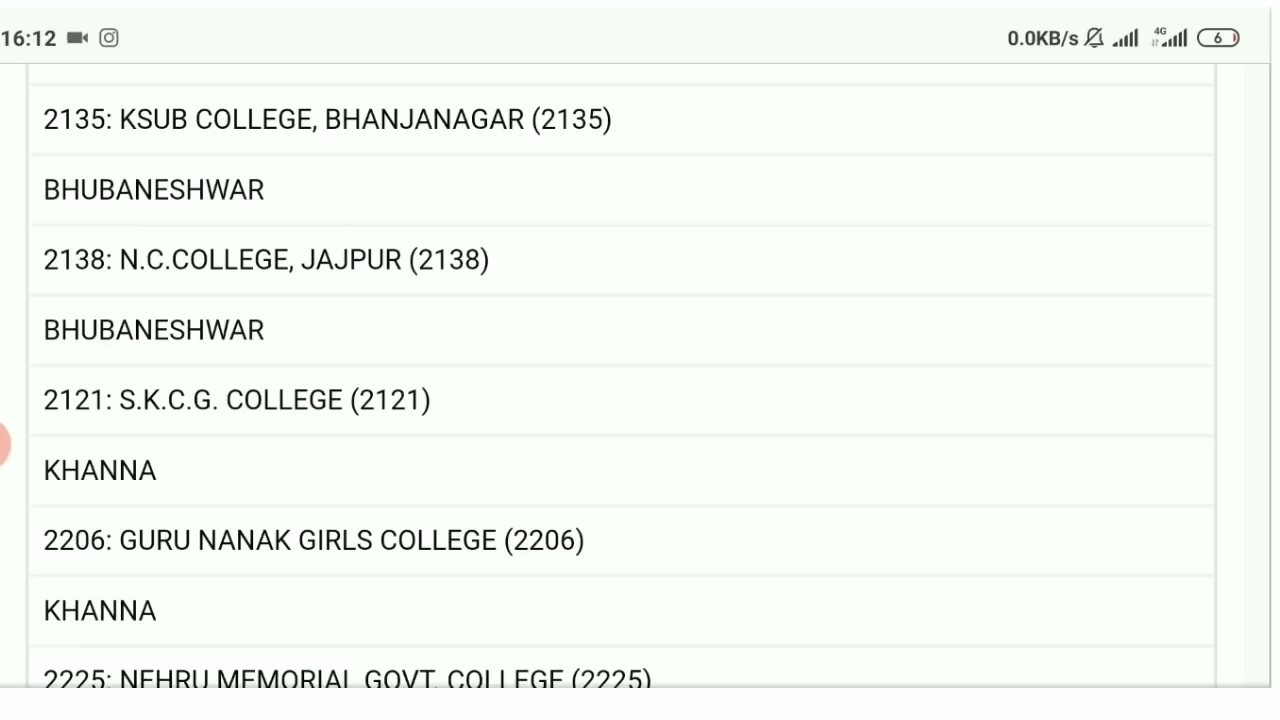 16:12
0.0KB/s 4G 6
2135: KSUB COLLEGE, BHANJANAGAR (2135)
BHUBANESHWAR
2138: N.C.COLLEGE, JAJPUR (2138)
BHUBANESHWAR
2121: S.K.C.G. COLLEGE (2121)
KHANNA
2206: GURU NANAK GIRLS COLLEGE (2206)
KHANNA
2225: NEHRU MEMORIAL GOVT. COLLEGE (2225)